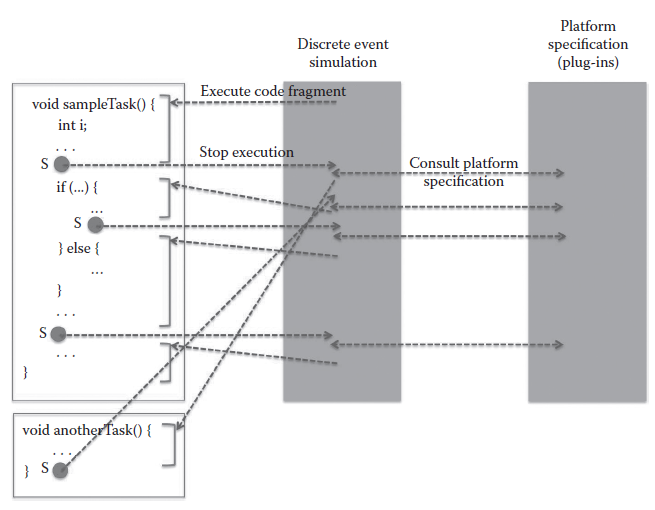 Platform
specification
(plug-ins)
Discrete event
simulation
Execute code fragment
void sampleTask() {
int i;
. . .
S
Stop execution
Consult platform
specification
if (...) {
...
S
} else {
...
}
. . .
S
. . .
}
void anotherTask() {
. . .
} S